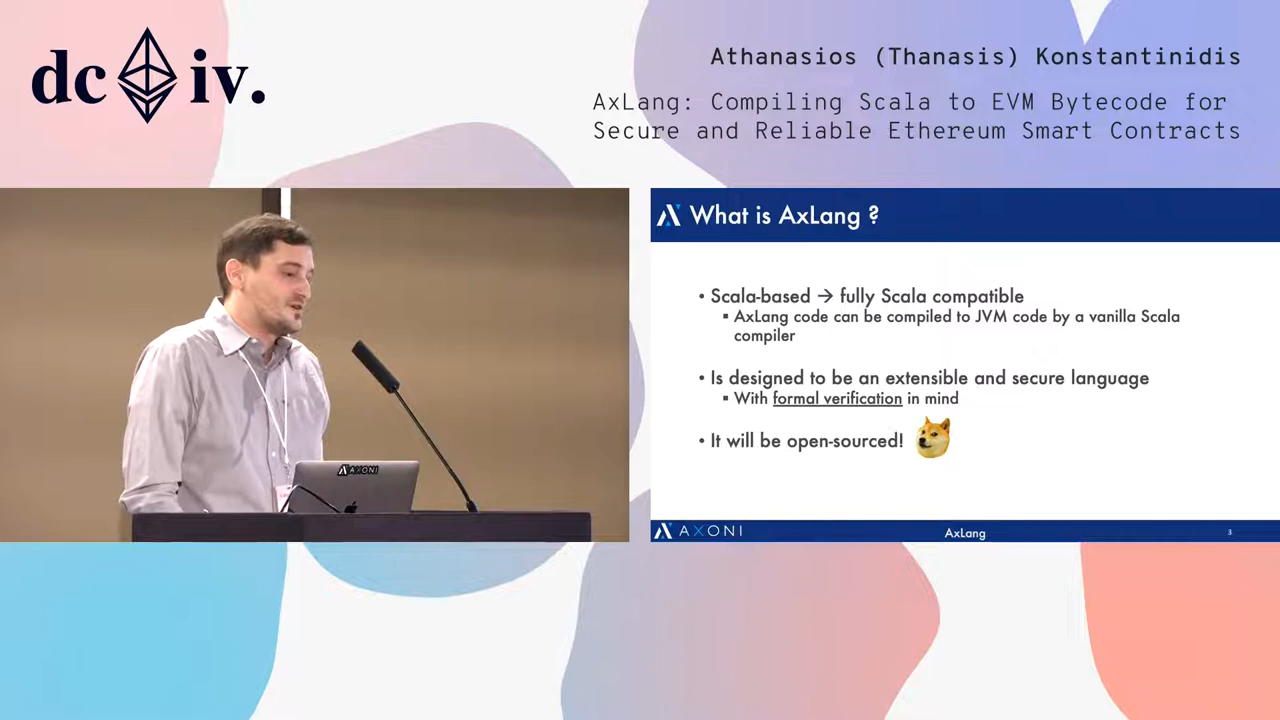 dc iv.
Athanasios (Thanasis) Konstantinidis
AxLang: Compiling Scala to EVM Bytecode for
Secure and Reliable Ethereum Smart Contracts
What is AxLang ?
• Scala-based → fully Scala compatible
▪ AxLang code can be compiled to JVM code by a vanilla Scala
compiler
• Is designed to be an extensible and secure language
▪ With formal verification in mind
• It will be open-sourced!
AXONI
AXONI
AxLang
3